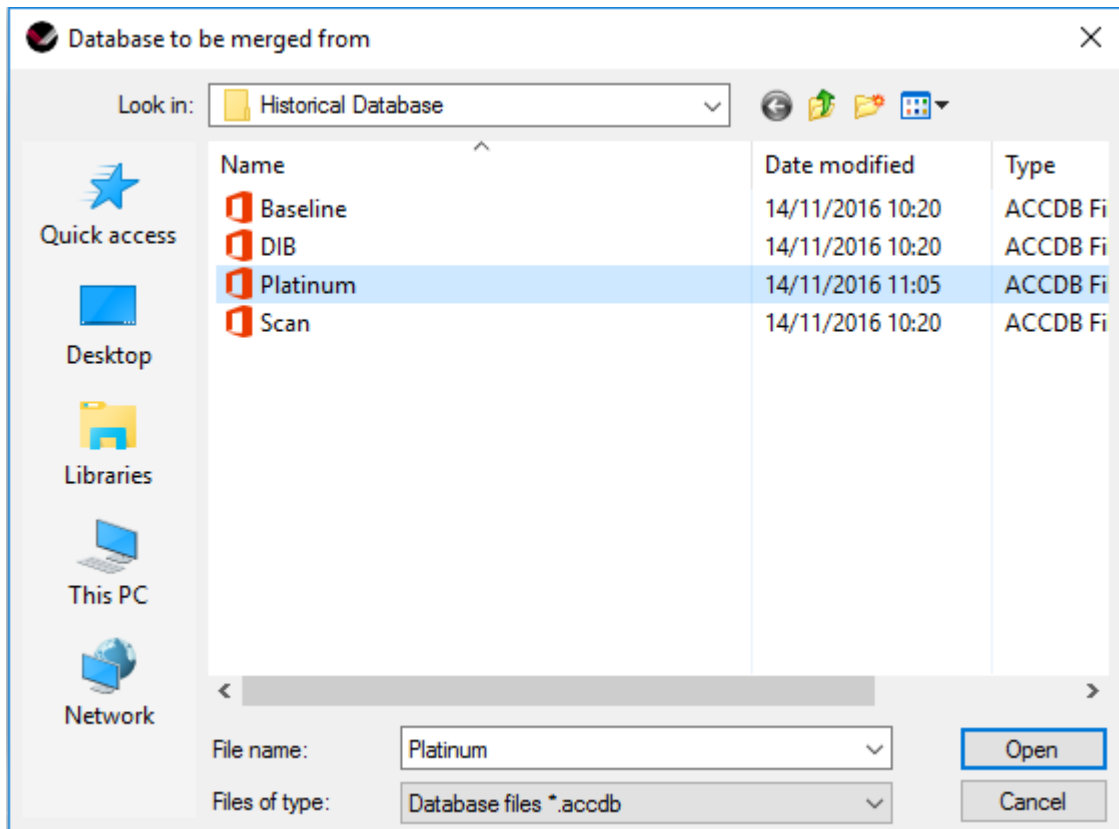 Database to be merged from
Look in: Historical Database
Name Date modified Type
Baseline 14/11/2016 10:20 ACCDB Fi
DIB 14/11/2016 10:20 ACCDB Fi
Platinum 14/11/2016 11:05 ACCDB Fi
Scan 14/11/2016 10:20 ACCDB Fi
Quick access
Desktop
Libraries
This PC
Network
File name: Platinum Open
Files of type: Database files *.accdb Cancel